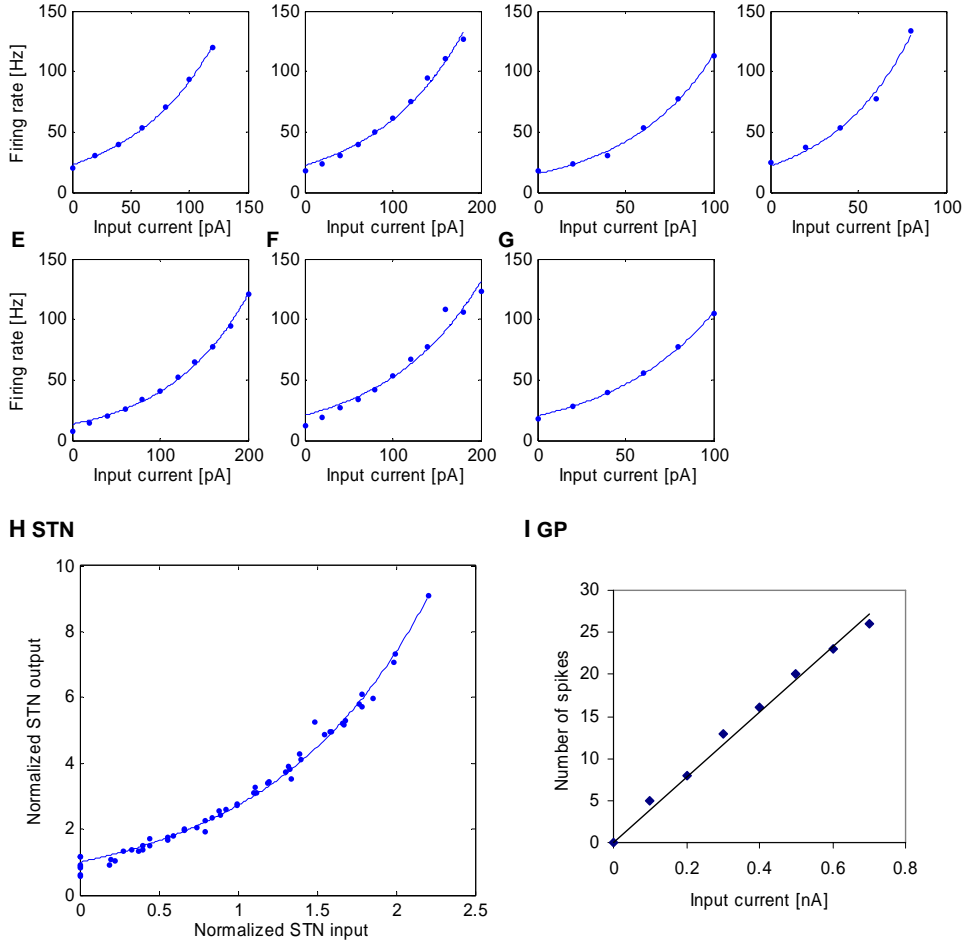 150
100
50
0
Firing rate [Hz]
0 50 100 150
Input current [pA]
150
100
50
0
0 100 200
Input current [pA]
150
100
50
0
0 50 100
Input current [pA]
150
100
50
0
0 50 100
Input current [pA]
E
150
100
50
0
Firing rate [Hz]
0 100 200
Input current [pA]
F
150
100
50
0
0 100 200
Input current [pA]
G
150
100
50
0
0 50 100
Input current [pA]
H STN
10
8
6
4
2
0
Normalized STN output
0 0.5 1 1.5 2 2.5
Normalized STN input
I GP
30
25
20
15
10
5
0
Number of spikes
0 0.2 0.4 0.6 0.8
Input current [nA]